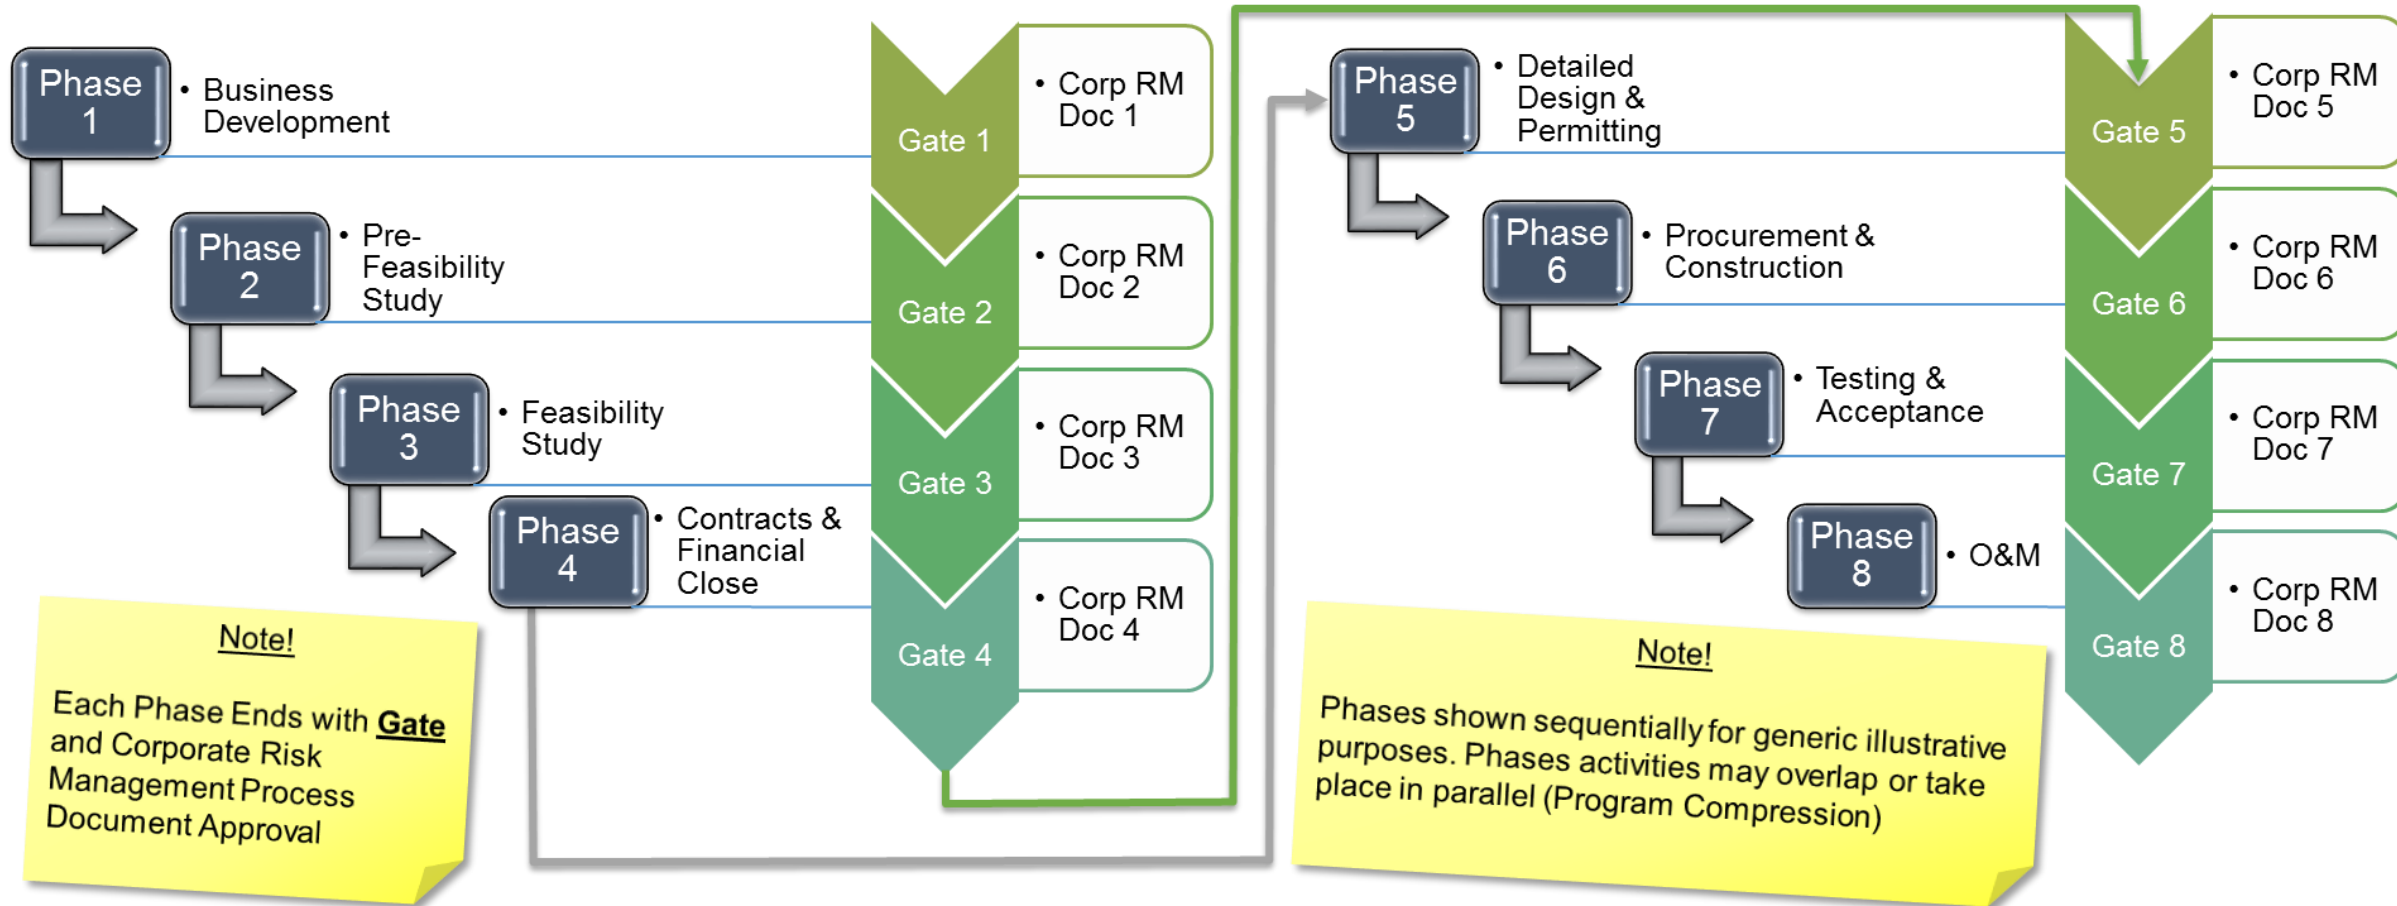 Phase
1
• Business
Development
Gate 1
• Corp RM
Doc 1
Phase
2
• Pre-
Feasibility
Study
Gate 2
• Corp RM
Doc 2
Phase
3
• Feasibility
Study
Gate 3
• Corp RM
Doc 3
Phase
4
• Contracts &
Financial
Close
Gate 4
• Corp RM
Doc 4
Note!
Each Phase Ends with Gate
and Corporate Risk
Management Process
Document Approval
Phase
5
• Detailed
Design &
Permitting
Gate 5
• Corp RM
Doc 5
Phase
6
• Procurement &
Construction
Gate 6
• Corp RM
Doc 6
Phase
7
• Testing &
Acceptance
Gate 7
• Corp RM
Doc 7
Phase
8
• O&M
Gate 8
• Corp RM
Doc 8
Note!
Phases shown sequentially for generic illustrative
purposes. Phases activities may overlap or take
place in parallel (Program Compression)